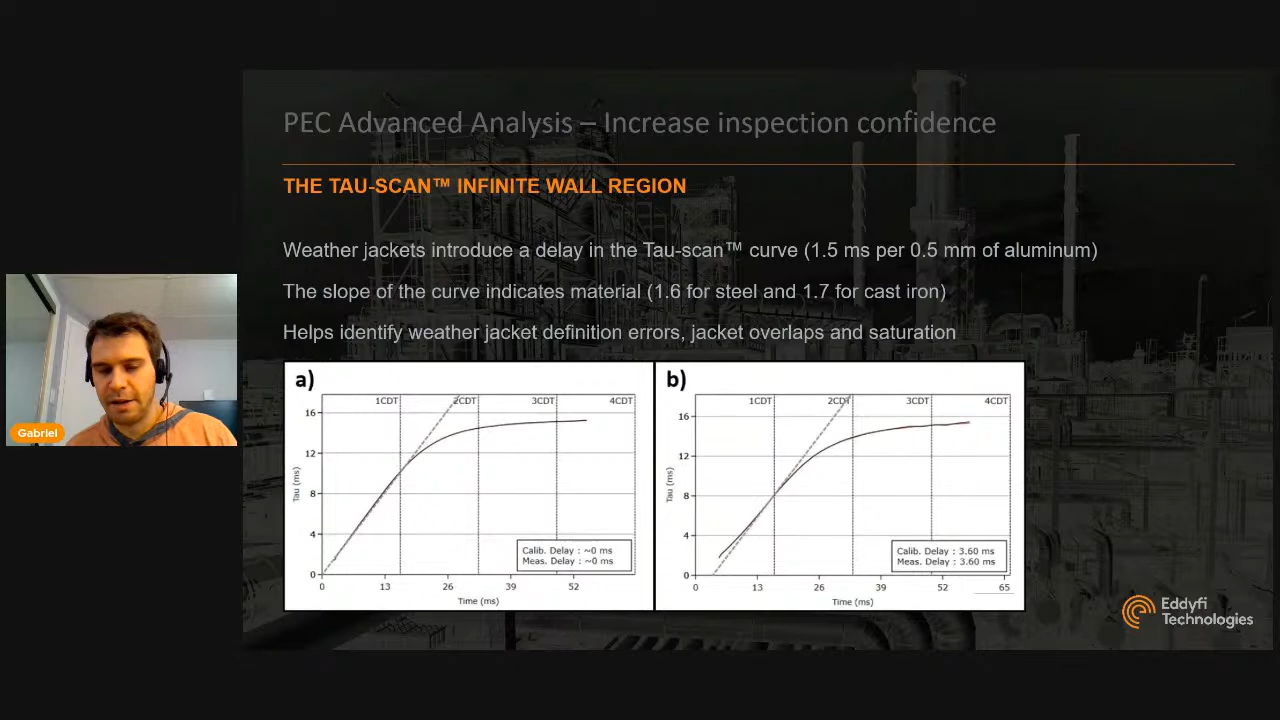 PEC Advanced Analysis – Increase inspection confidence
THE TAU-SCAN™ INFINITE WALL REGION
Weather jackets introduce a delay in the Tau-scan™ curve (1.5 ms per 0.5 mm of aluminum)
The slope of the curve indicates material (1.6 for steel and 1.7 for cast iron)
Helps identify weather jacket definition errors, jacket overlaps and saturation
a)
1CDT 2CDT 3CDT 4CDT
16
12
8
4
0
Tau (ms)
Calib. Delay : ~0 ms
Meas. Delay : ~0 ms
0 13 26 39 52
Time (ms)
b)
1CDT 2CDT 3CDT 4CDT
16
12
8
4
0
Tau (ms)
Calib. Delay : 3.60 ms
Meas. Delay : 3.60 ms
0 13 26 39 52 65
Time (ms)
Gabriel
Eddyfi
Technologies